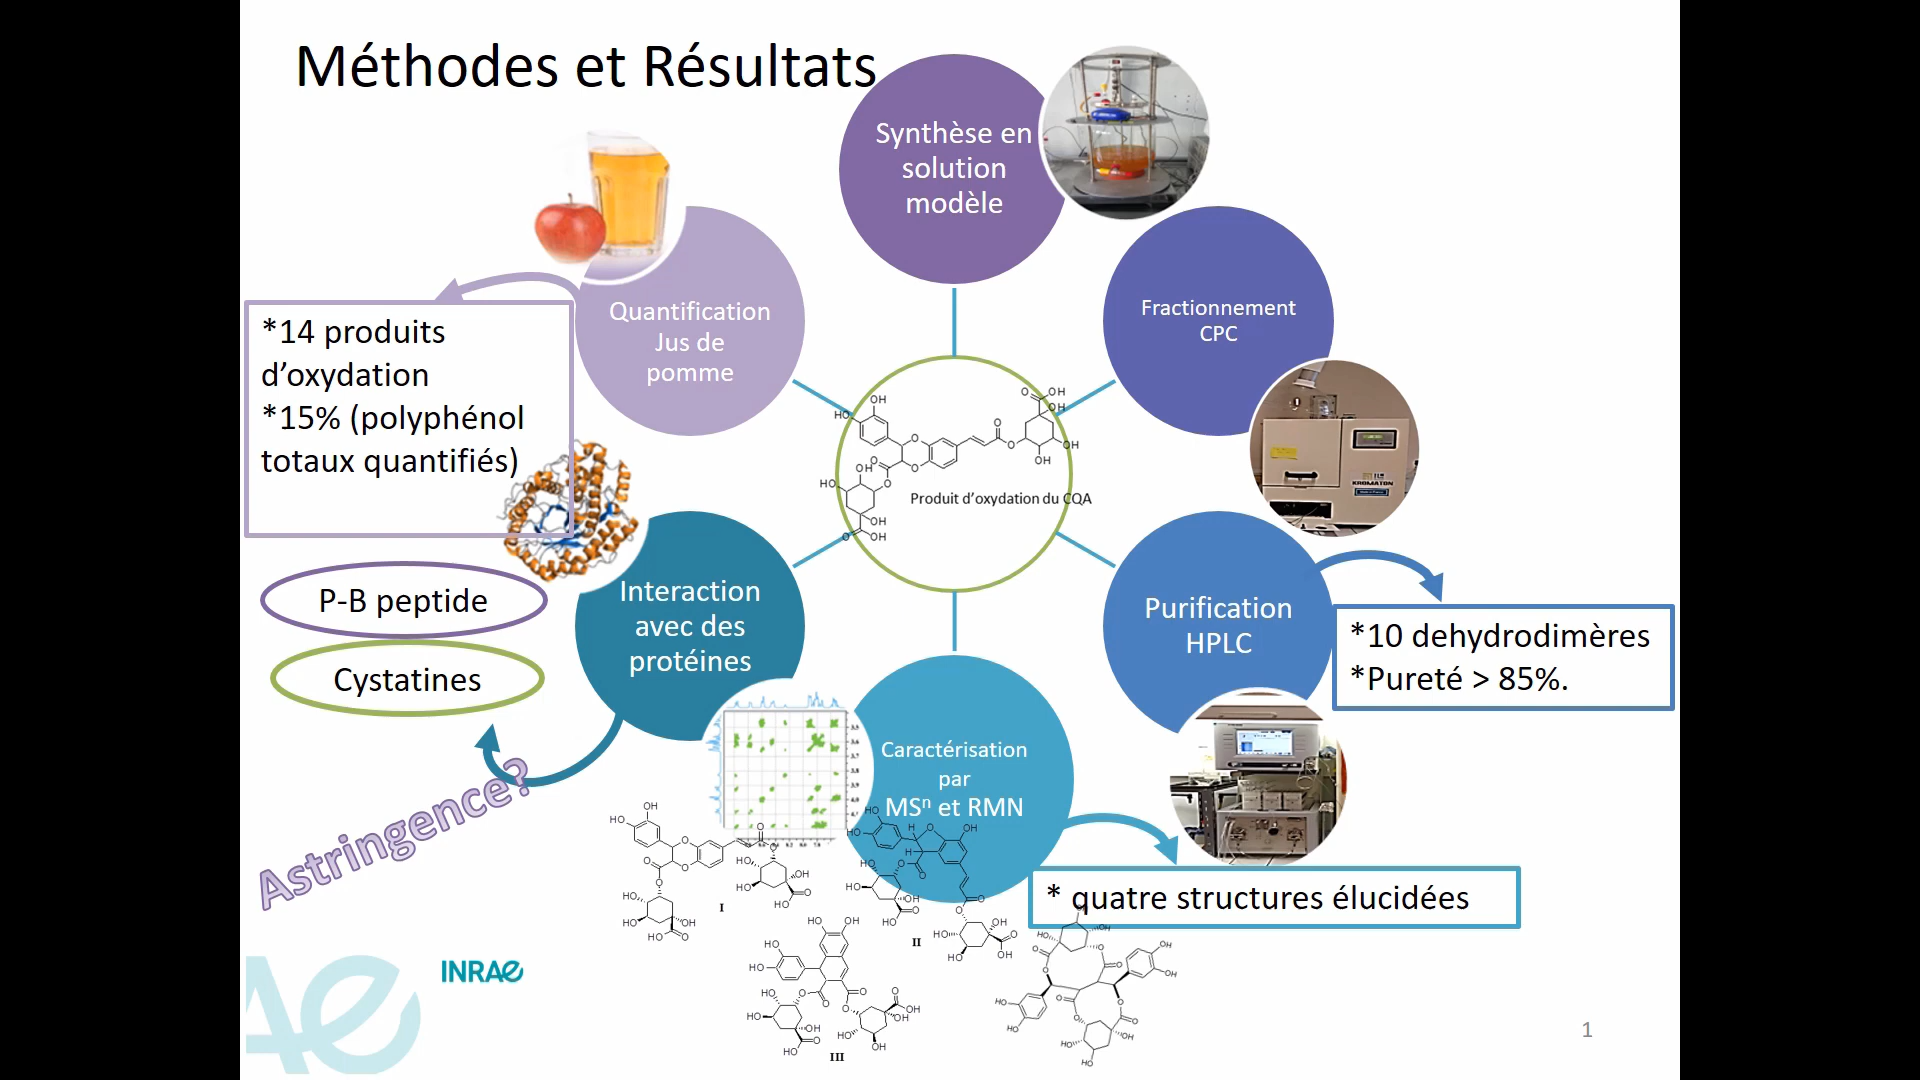 Méthodes et Résultats
Synthèse en
solution
modèle
Fractionnement
CPC
KROMATON
Purification
HPLC
*10 dehydrodimères
*Pureté > 85%.
Caractérisation
par
MSⁿ et RMN
* quatre structures élucidées
Interaction
avec des
protéines
P-B peptide
Cystatines
Astringence?
Quantification
Jus de
pomme
*14 produits
d’oxydation
*15% (polyphénol
totaux quantifiés)
Produit d’oxydation du CQA
I
II
III
INRAE
1